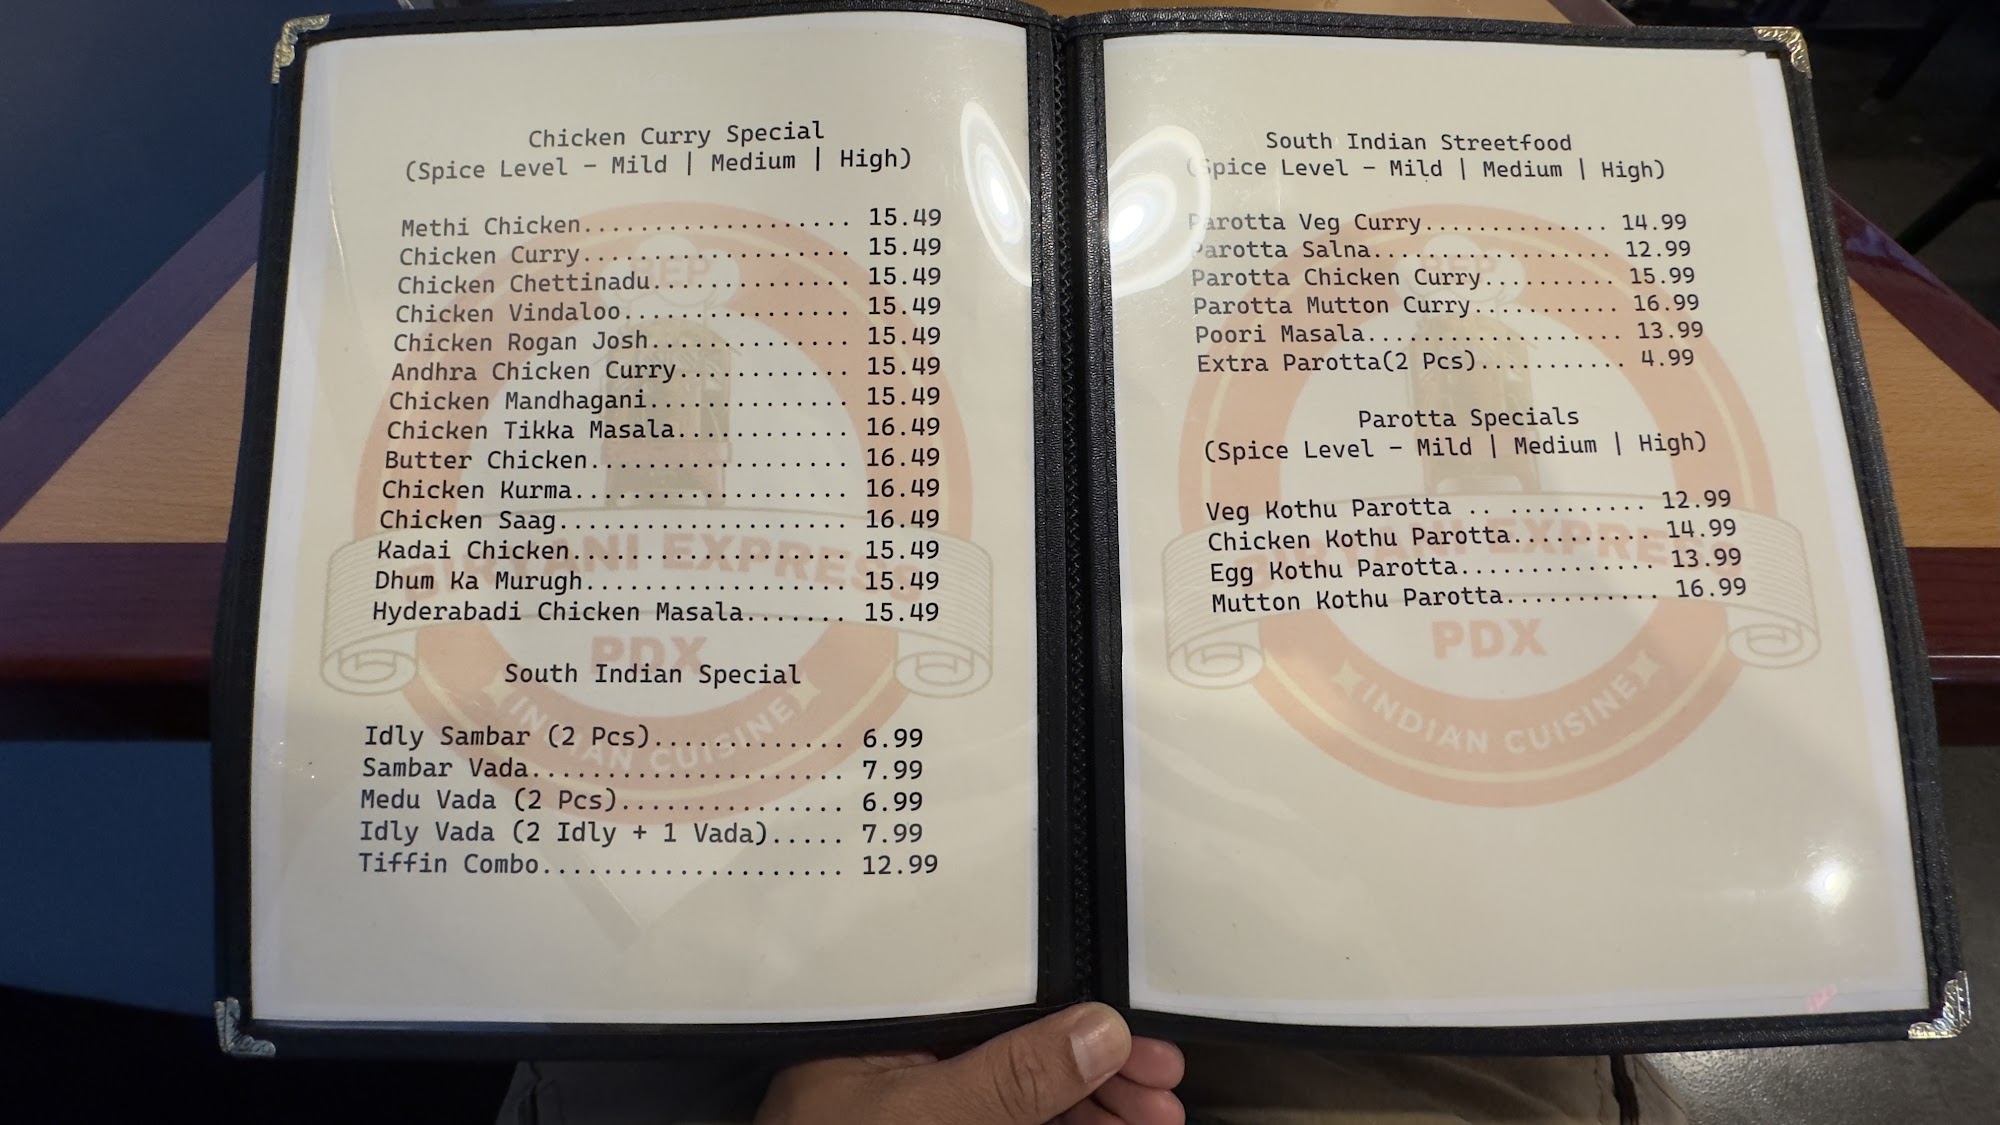 Chicken Curry Special
(Spice Level - Mild | Medium | High)
Methi Chicken................... 15.49
Chicken Curry................... 15.49
Chicken Chettinadu.............. 15.49
Chicken Vindaloo................ 15.49
Chicken Rogan Josh.............. 15.49
Andhra Chicken Curry............ 15.49
Chicken Mandhagani.............. 15.49
Chicken Tikka Masala............ 16.49
Butter Chicken.................. 16.49
Chicken Kurma................... 16.49
Chicken Saag.................... 16.49
Kadai Chicken................... 15.49
Dhum Ka Murugh.................. 15.49
Hyderabadi Chicken Masala....... 15.49
South Indian Special
Idly Sambar (2 Pcs)............. 6.99
Sambar Vada..................... 7.99
Medu Vada (2 Pcs)............... 6.99
Idly Vada (2 Idly + 1 Vada)..... 7.99
Tiffin Combo.................... 12.99
BIRYANI EXPRESS
PDX
INDIAN CUISINE
South Indian Streetfood
(Spice Level - Mild | Medium | High)
Parotta Veg Curry.............. 14.99
Parotta Salna.................. 12.99
Parotta Chicken Curry.......... 15.99
Parotta Mutton Curry........... 16.99
Poori Masala................... 13.99
Extra Parotta(2 Pcs)........... 4.99
Parotta Specials
(Spice Level - Mild | Medium | High)
Veg Kothu Parotta .. .......... 12.99
Chicken Kothu Parotta.......... 14.99
Egg Kothu Parotta.............. 13.99
Mutton Kothu Parotta........... 16.99
BIRYANI EXPRESS
PDX
INDIAN CUISINE